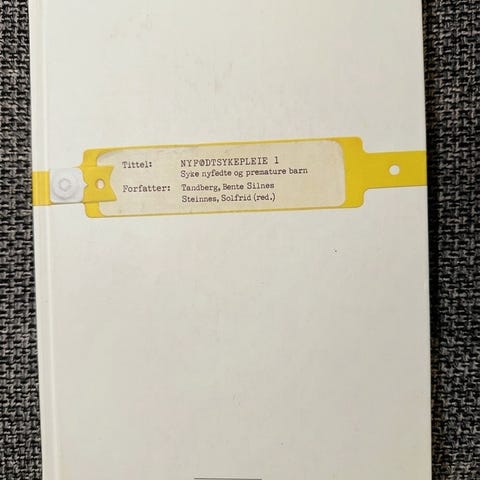 Tittel: NYFØDTSYKEPLEIE 1
Syke nyfødte og premature barn
Forfatter: Tandberg, Bente Silnes
Steinnes, Solfrid (red.)